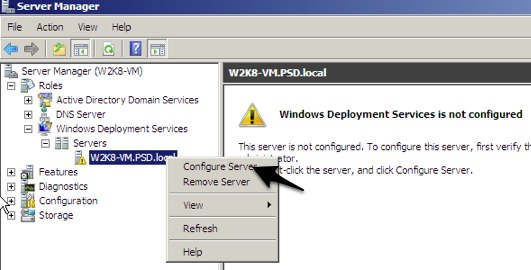 Server Manager
File Action View Help
Server Manager (W2K8-VM)
Roles
Active Directory Domain Services
DNS Server
Windows Deployment Services
Servers
W2K8-VM.PSD.local
Features
Diagnostics
Configuration
Storage
Configure Server...
Remove Server
View
Refresh
Help
W2K8-VM.PSD.local
Windows Deployment Services is not configured
This server is not configured. To configure this server, first verify th
t-click the server, and click Configure Server.